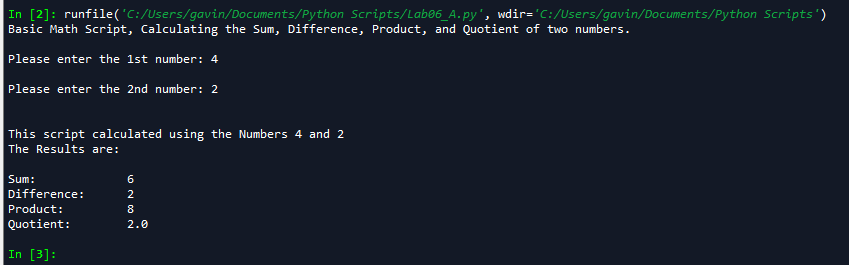 In [2]: runfile('C:/Users/gavin/Documents/Python Scripts/Lab06_A.py', wdir='C:/Users/gavin/Documents/Python Scripts')
Basic Math Script, Calculating the Sum, Difference, Product, and Quotient of two numbers.
Please enter the 1st number: 4
Please enter the 2nd number: 2
This script calculated using the Numbers 4 and 2
The Results are:
Sum: 6
Difference: 2
Product: 8
Quotient: 2.0
In [3]: